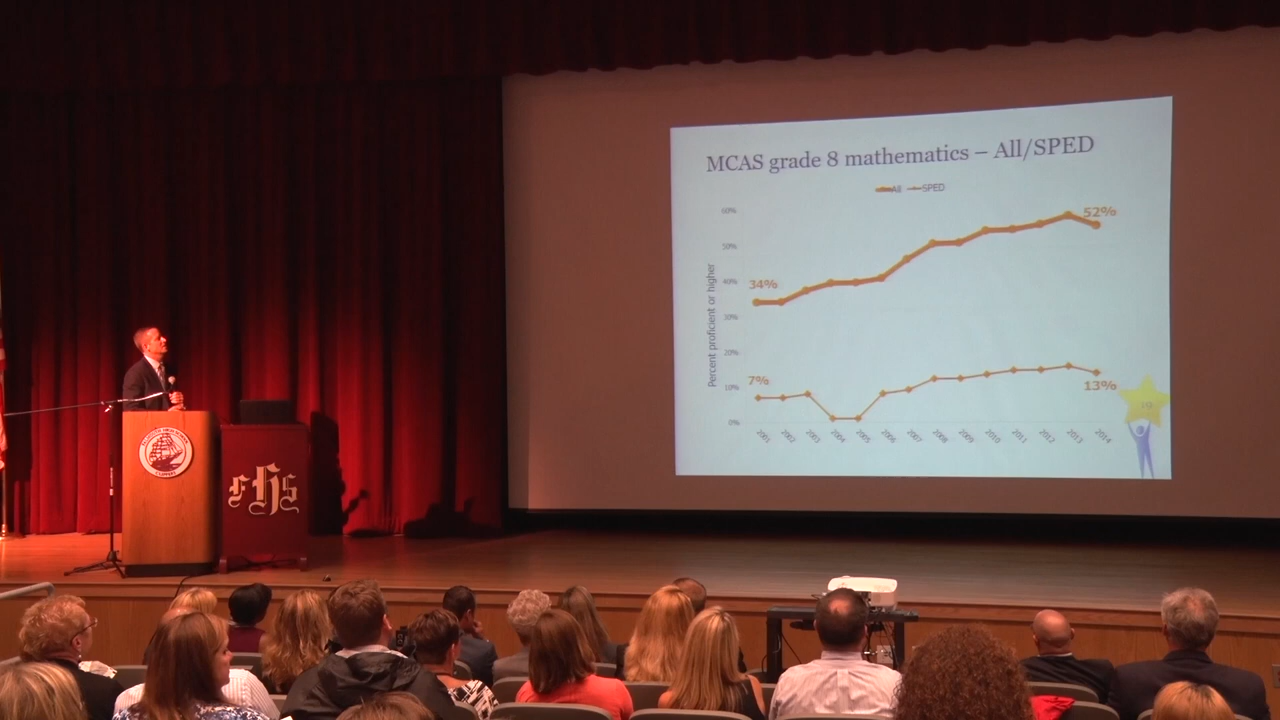 MCAS grade 8 mathematics – All/SPED
All SPED
60%
50%
40%
30%
20%
10%
0%
Percent proficient or higher
34%
52%
7%
13%
2001 2002 2003 2004 2005 2006 2007 2008 2009 2010 2011 2012 2013 2014
FHS